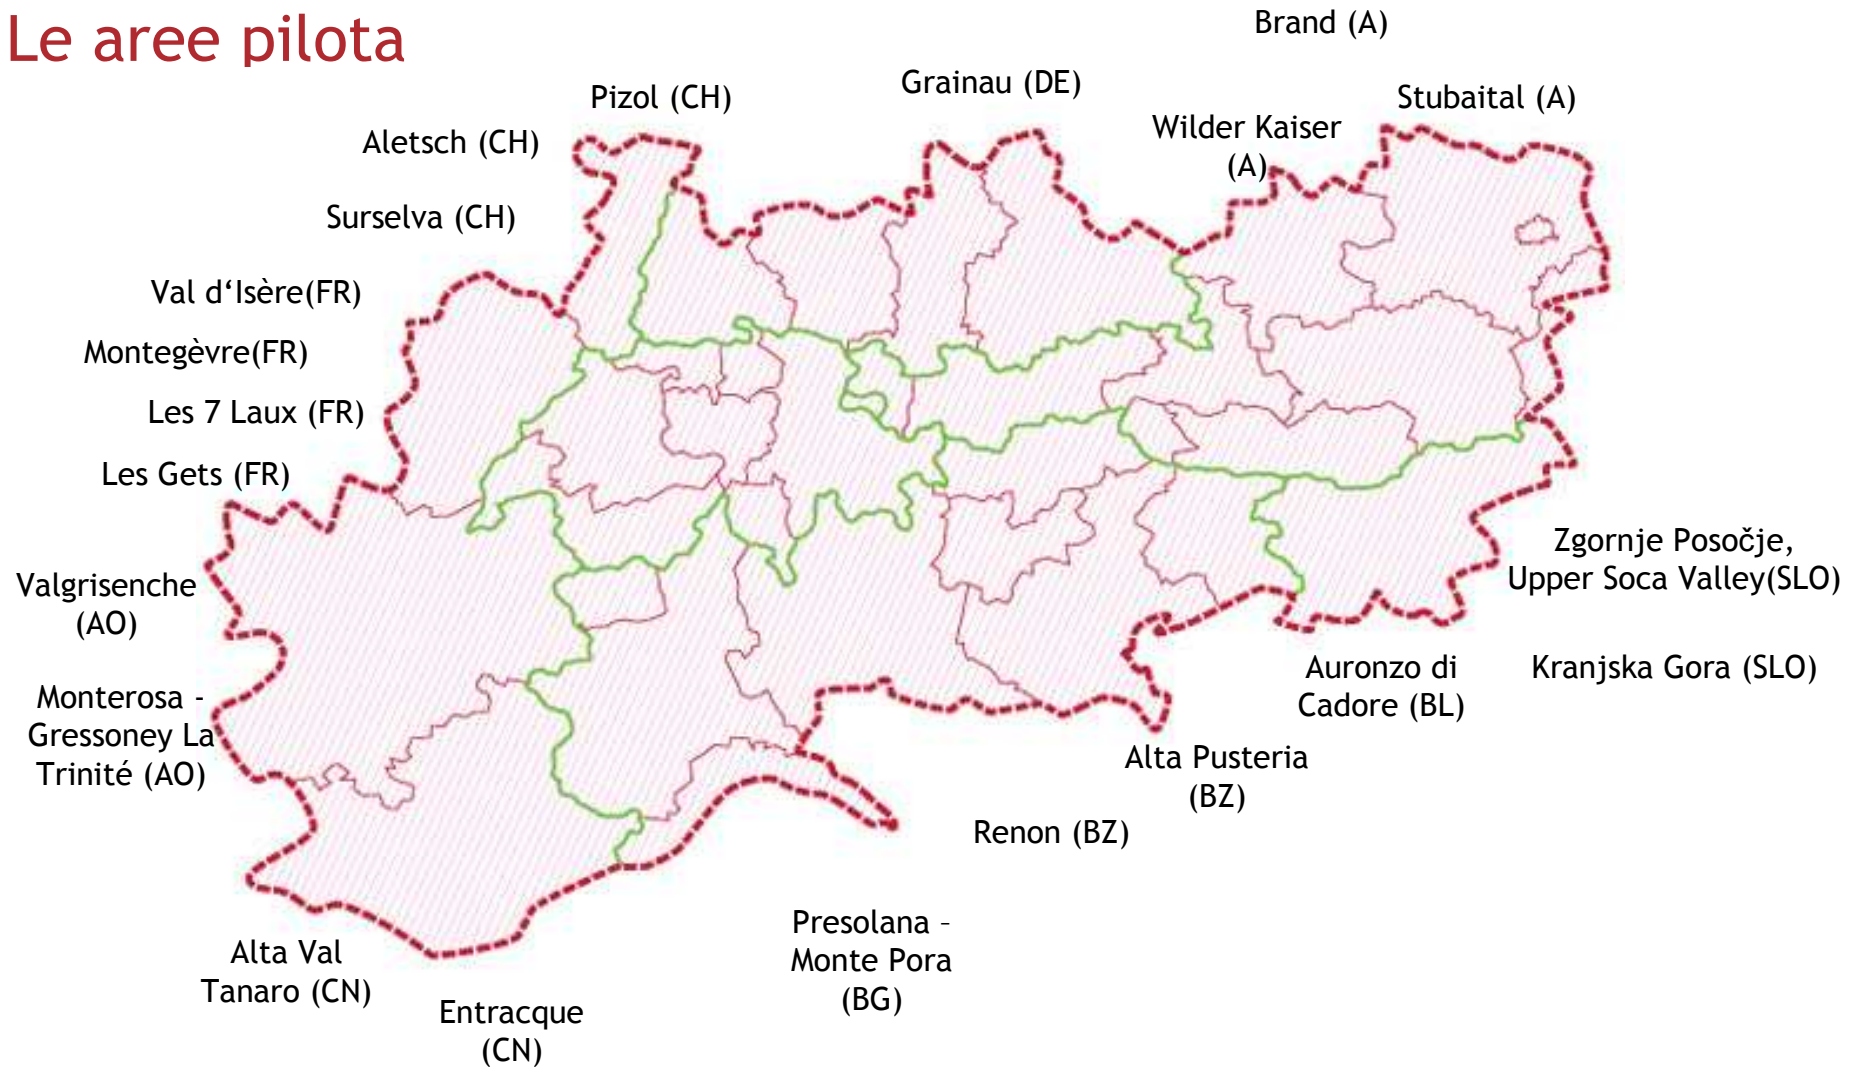 Le aree pilota
Brand (A)
Grainau (DE)
Pizol (CH)
Stubaital (A)
Wilder Kaiser
(A)
Aletsch (CH)
Surselva (CH)
Val d‘Isère(FR)
Montegèvre(FR)
Les 7 Laux (FR)
Les Gets (FR)
Valgrisenche
(AO)
Monterosa -
Gressoney La
Trinité (AO)
Zgornje Posočje,
Upper Soca Valley(SLO)
Kranjska Gora (SLO)
Auronzo di
Cadore (BL)
Alta Pusteria
(BZ)
Renon (BZ)
Presolana –
Monte Pora
(BG)
Alta Val
Tanaro (CN)
Entracque
(CN)